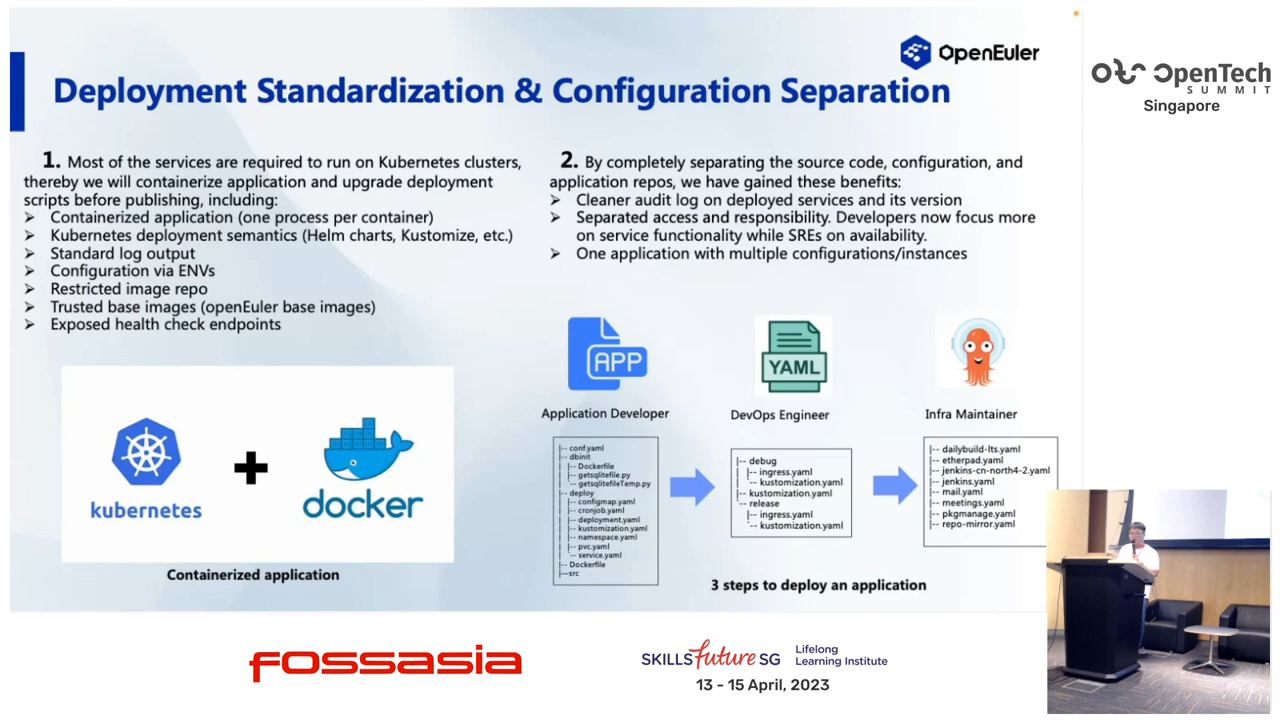 OpenEuler
Deployment Standardization & Configuration Separation
OpenTech
SUMMIT
Singapore
1. Most of the services are required to run on Kubernetes clusters,
thereby we will containerize application and upgrade deployment
scripts before publishing, including:
➢ Containerized application (one process per container)
➢ Kubernetes deployment semantics (Helm charts, Kustomize, etc.)
➢ Standard log output
➢ Configuration via ENVs
➢ Restricted image repo
➢ Trusted base images (openEuler base images)
➢ Exposed health check endpoints
kubernetes
+
docker
Containerized application
2. By completely separating the source code, configuration, and
application repos, we have gained these benefits:
➢ Cleaner audit log on deployed services and its version
➢ Separated access and responsibility. Developers now focus more
on service functionality while SREs on availability.
➢ One application with multiple configurations/instances
APP
Application Developer
|-- conf.yaml
|-- dbinit
| |-- Dockerfile
| |-- getsqlitefile.py
| `-- getsqlitefileTemp.py
|-- deploy
| |-- configmap.yaml
| |-- cronjob.yaml
| |-- deployment.yaml
| |-- kustomization.yaml
| |-- namespace.yaml
| |-- pvc.yaml
| `-- service.yaml
|-- Dockerfile
|---src
YAML
DevOps Engineer
|-- debug
| |-- ingress.yaml
| `-- kustomization.yaml
|-- kustomization.yaml
`-- release
|-- ingress.yaml
`-- kustomization.yaml
Infra Maintainer
|-- dailybuild-lts.yaml
|-- etherpad.yaml
|-- jenkins-cn-north4-2.yaml
|-- jenkins.yaml
|-- mail.yaml
|-- meetings.yaml
|-- pkgmanage.yaml
|-- repo-mirror.yaml
3 steps to deploy an application
fossasia
SKILLS future SG
Lifelong
Learning Institute
13 - 15 April, 2023